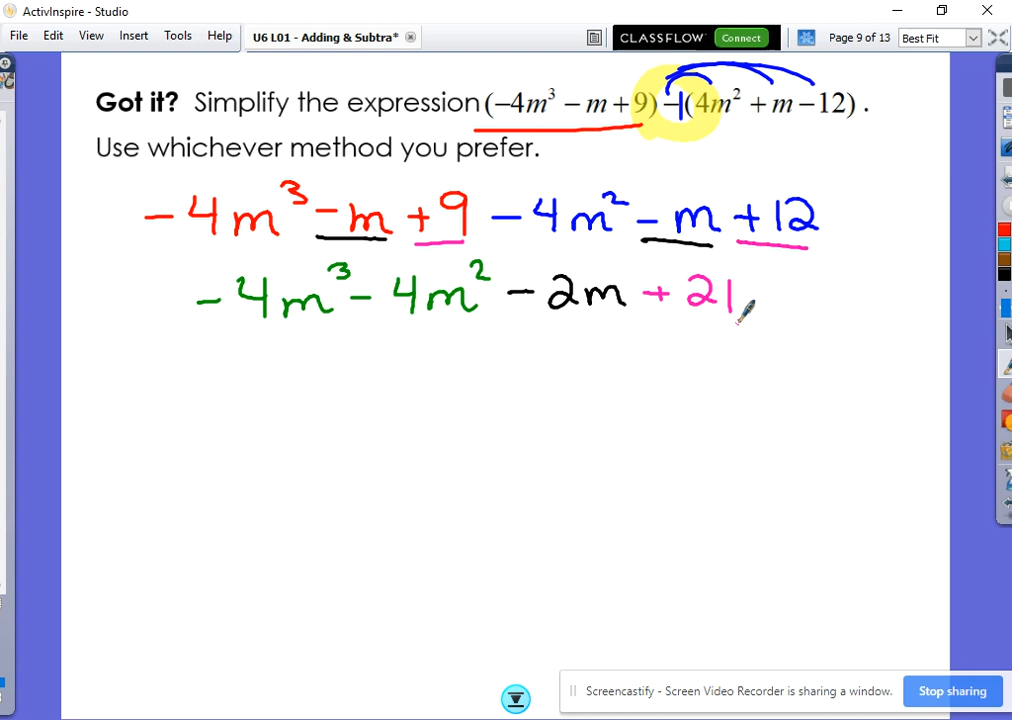 ActivInspire - Studio
File Edit View Insert Tools Help
U6 L01 - Adding & Subtra*
CLASSFLOW Connect
Page 9 of 13
Best Fit
Got it? Simplify the expression (−4m³ − m + 9) −1(4m² + m − 12) .
Use whichever method you prefer.
−4m³ − m + 9 − 4m² − m + 12
−4m³ − 4m² − 2m + 21
Screencastify - Screen Video Recorder is sharing a window.
Stop sharing